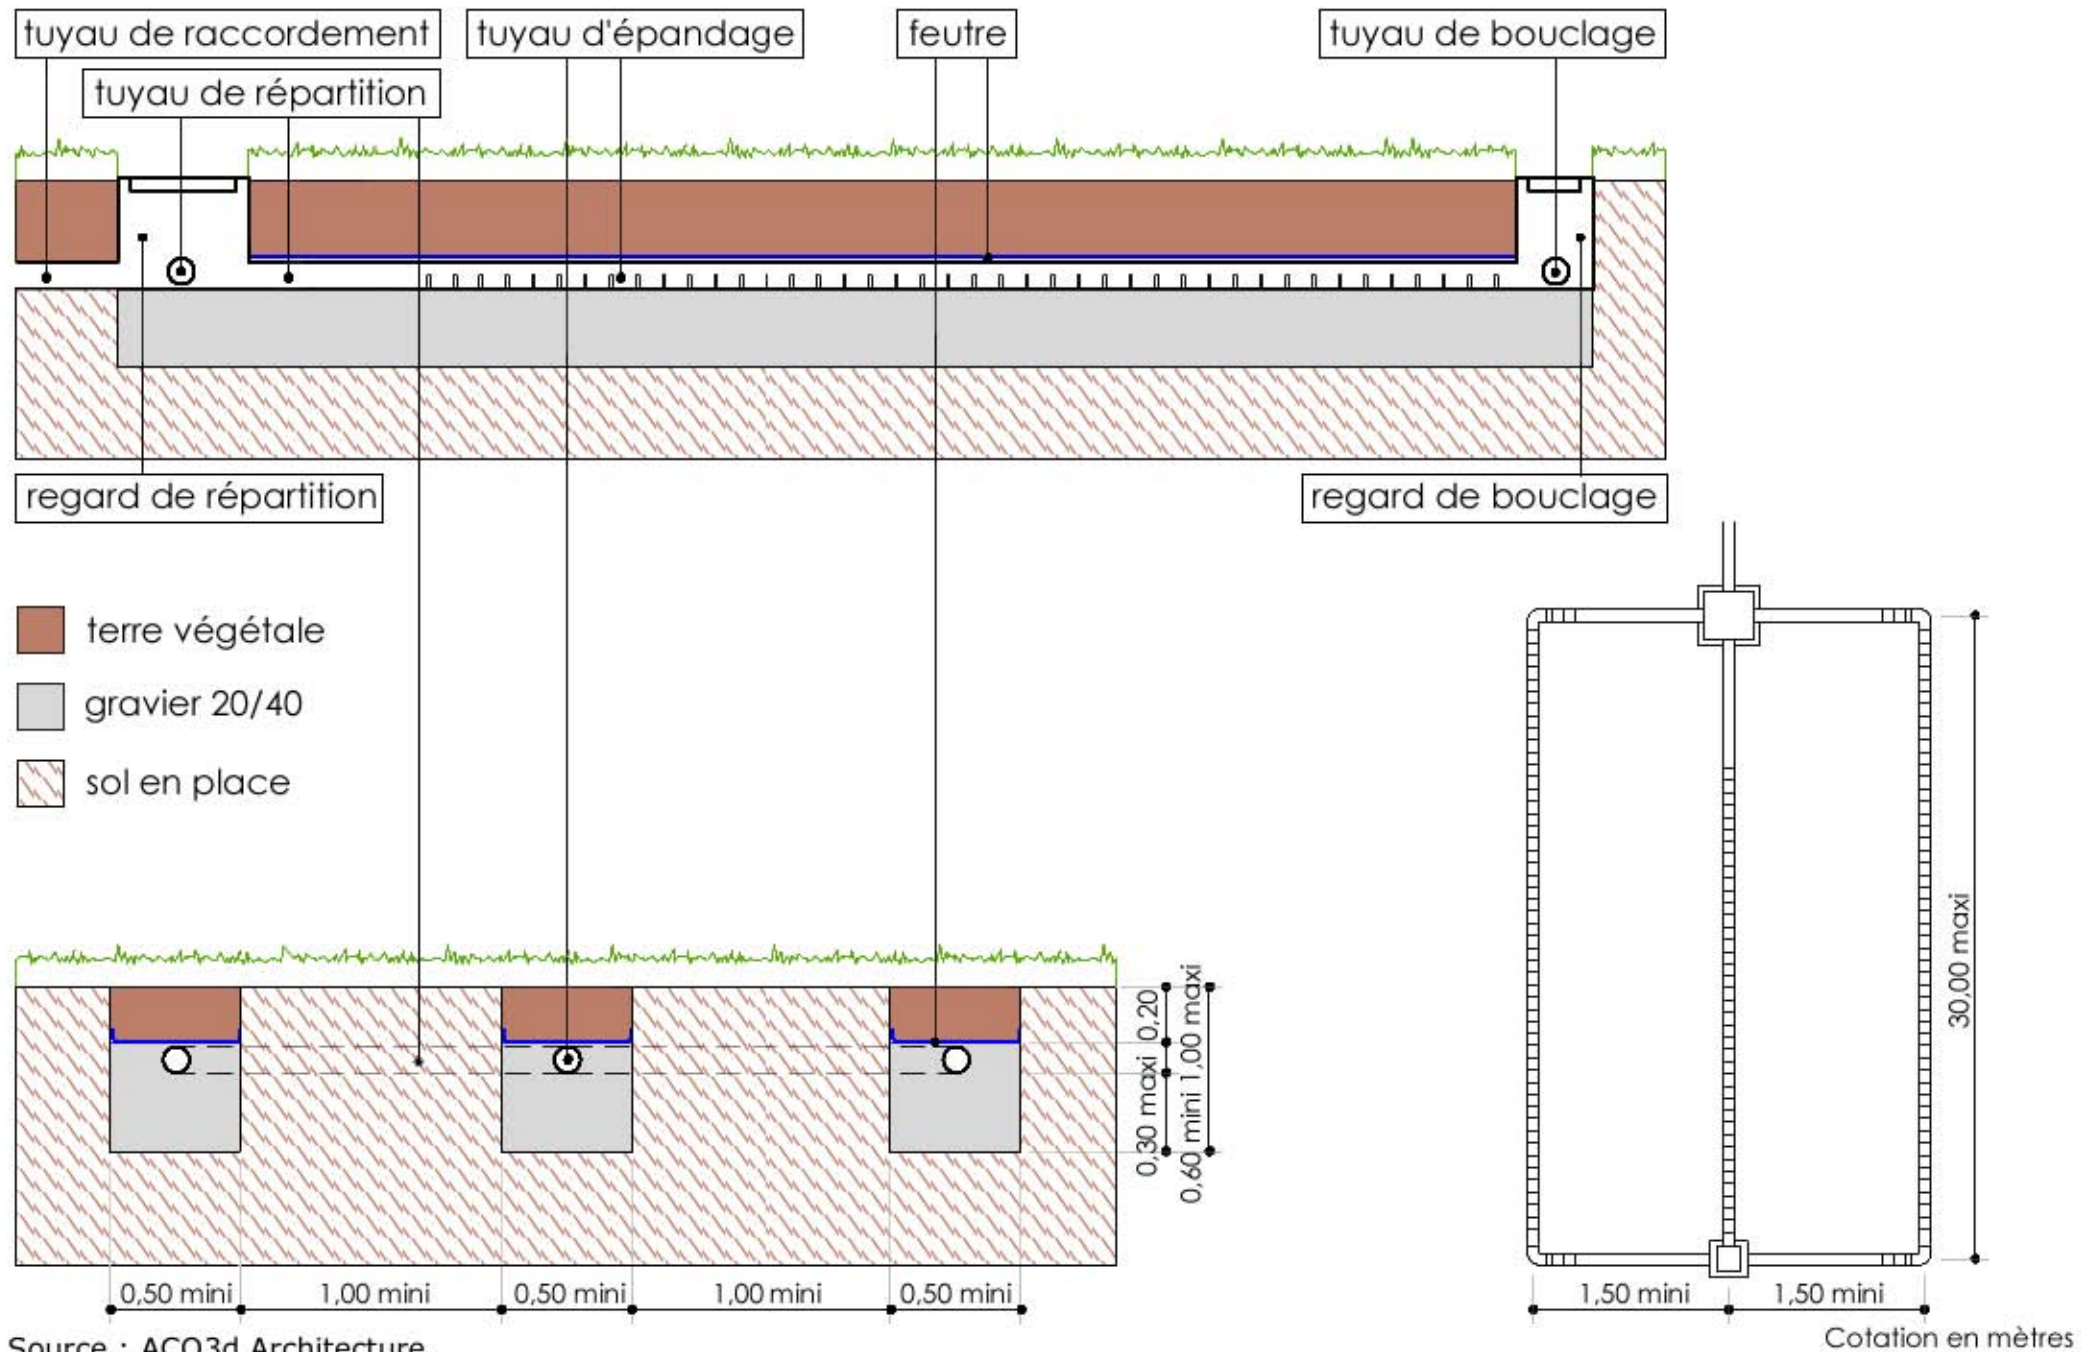 tuyau de raccordement
tuyau d'épandage
feutre
tuyau de bouclage
tuyau de répartition
regard de répartition
regard de bouclage
terre végétale
gravier 20/40
sol en place
30,00 maxi
0,20
0,30 maxi
0,60 mini 1,00 maxi
0,50 mini
1,00 mini
0,50 mini
1,00 mini
0,50 mini
1,50 mini
1,50 mini
Source : ACO3d Architecture
Cotation en mètres